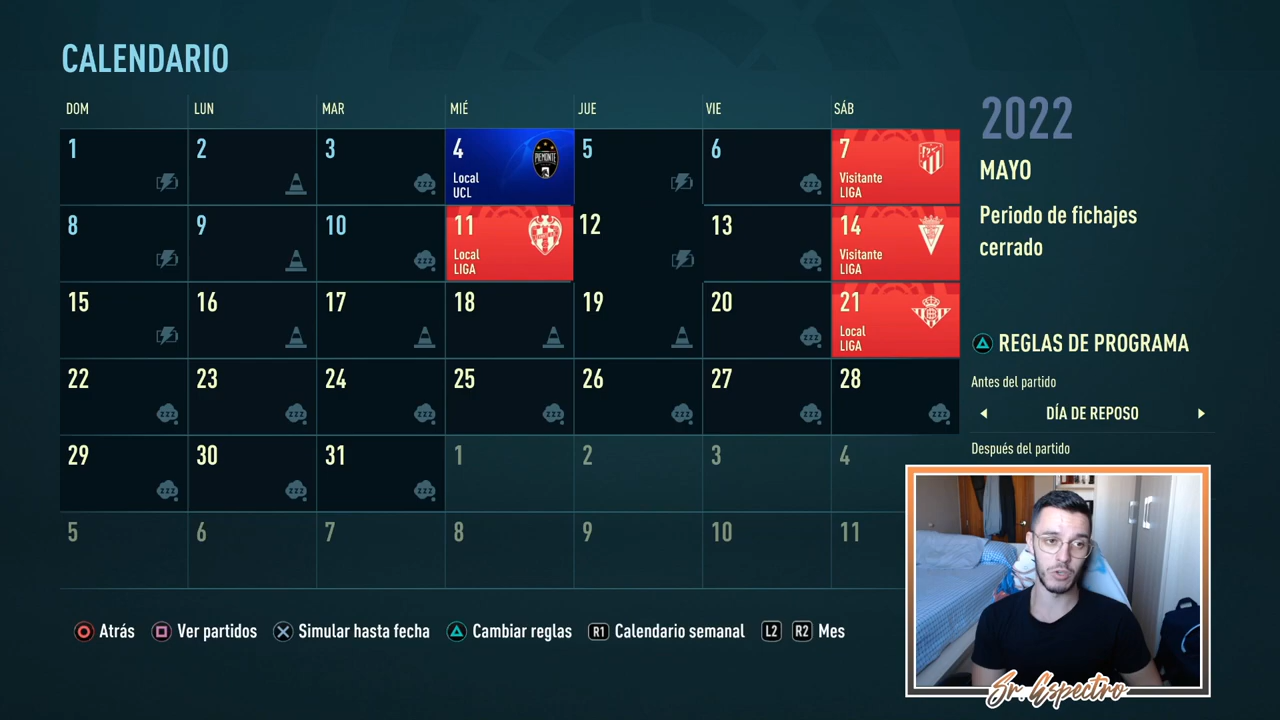 CALENDARIO
DOM LUN MAR MIÉ JUE VIE SÁB
1 2 3 4 5 6 7
Local Visitante
UCL LIGA
PIEMONTE
8 9 10 11 12 13 14
Local Visitante
LIGA LIGA
15 16 17 18 19 20 21
Local
LIGA
22 23 24 25 26 27 28
29 30 31 1 2 3 4
5 6 7 8 9 10 11
2022
MAYO
Periodo de fichajes
cerrado
REGLAS DE PROGRAMA
Antes del partido
DÍA DE REPOSO
Después del partido
Atrás Ver partidos Simular hasta fecha Cambiar reglas R1 Calendario semanal L2 R2 Mes
Sr. Espectro